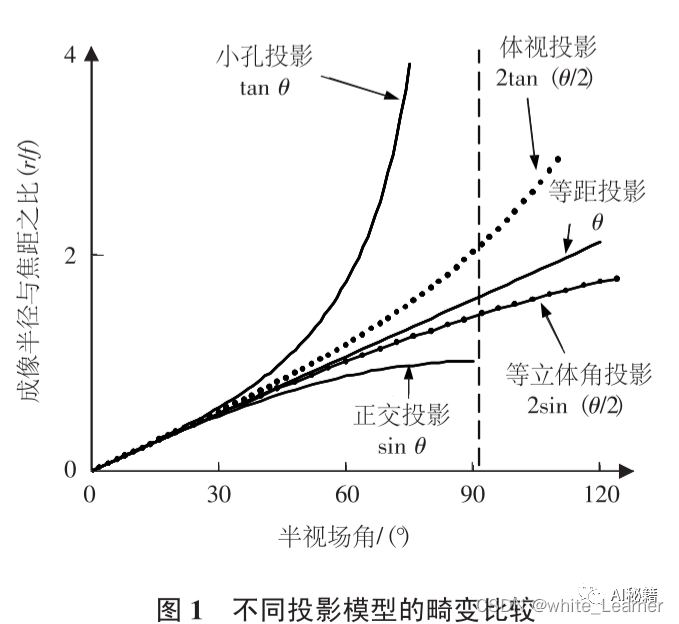 4
小孔投影
tan θ
体视投影
2tan (θ/2)
等距投影
θ
成像半径与焦距之比(r/f)
2
等立体角投影
2sin (θ/2)
正交投影
sin θ
0
0
30
60
90
120
半视场角/(°)
图 1 不同投影模型的畸变比较
AI秘籍
CSDN @white_Learner